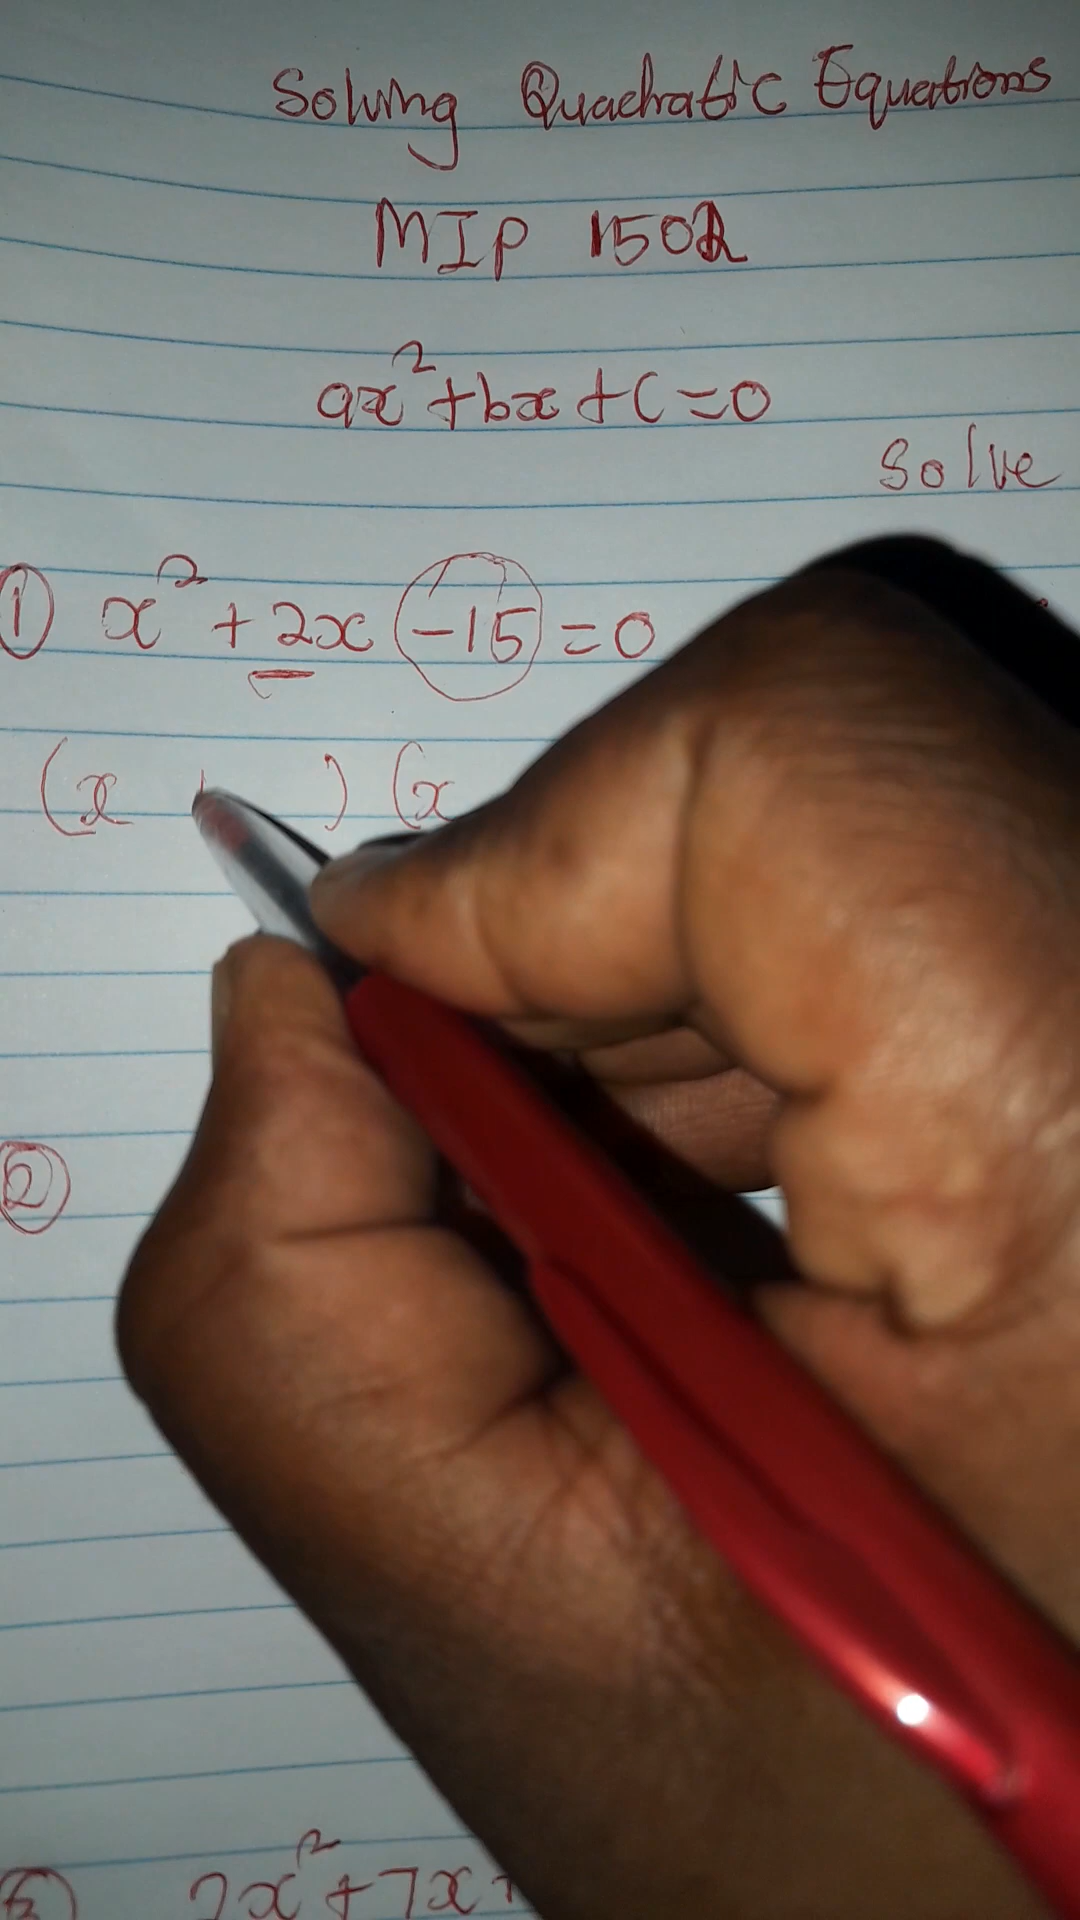 Solving Quadratic Equations
MIP 1502
ax²+bx+c=0
Solve
① x² + 2x -15 = 0
(x + ) (x
②
2x² + 7x +